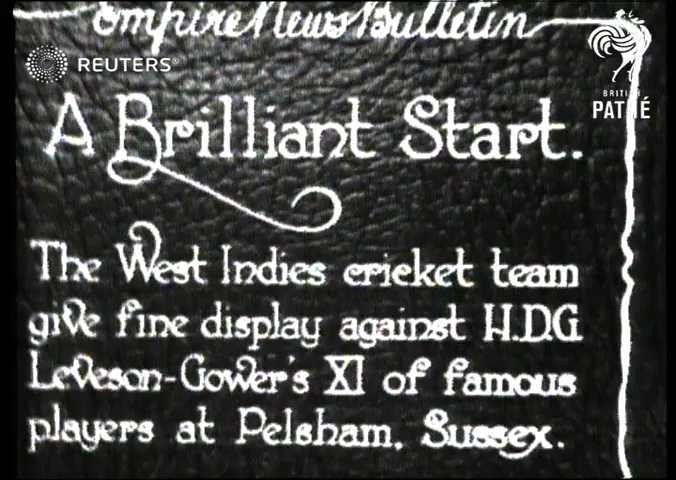 Empire News Bulletin
REUTERS
BRITISH
PATHÉ
A Brilliant Start.
The West Indies cricket team
give fine display against H.D.G
Leveson-Gower's XI of famous
players at Pelsham, Sussex.